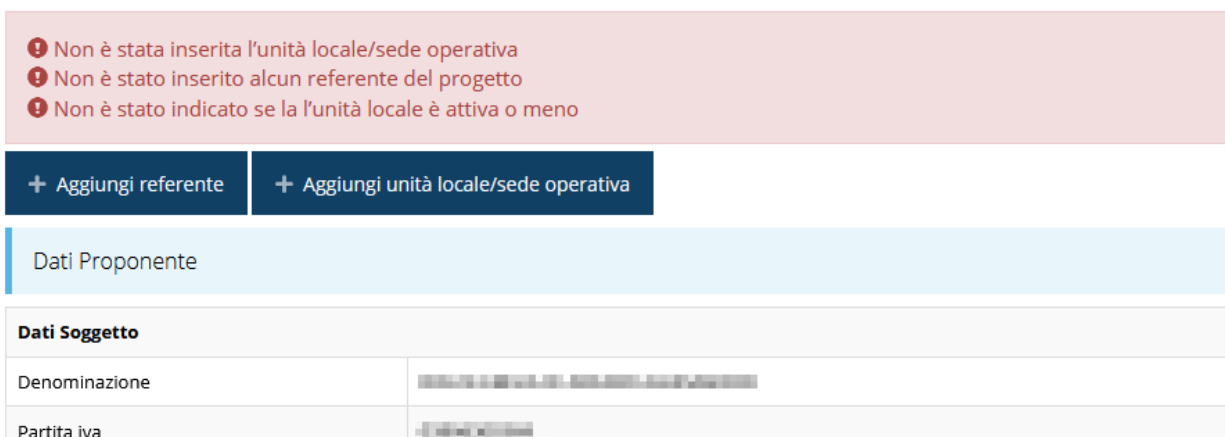 Non è stata inserita l'unità locale/sede operativa
Non è stato inserito alcun referente del progetto
Non è stato indicato se la l'unità locale è attiva o meno
+ Aggiungi referente
+ Aggiungi unità locale/sede operativa
Dati Proponente
Dati Soggetto
Denominazione
Partita iva